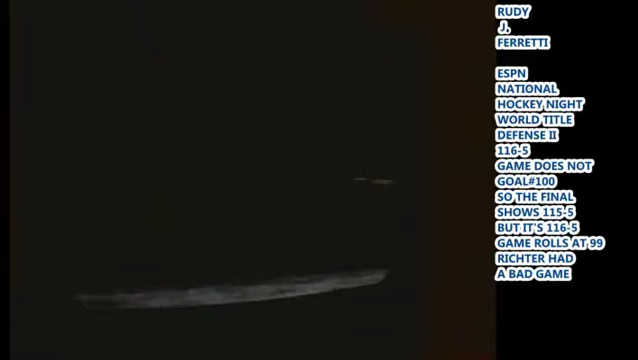 RUDY
J.
FERRETTI
ESPN
NATIONAL
HOCKEY NIGHT
WORLD TITLE
DEFENSE II
116-5
GAME DOES NOT
GOAL#100
SO THE FINAL
SHOWS 115-5
BUT IT'S 116-5
GAME ROLLS AT 99
RICHTER HAD
A BAD GAME